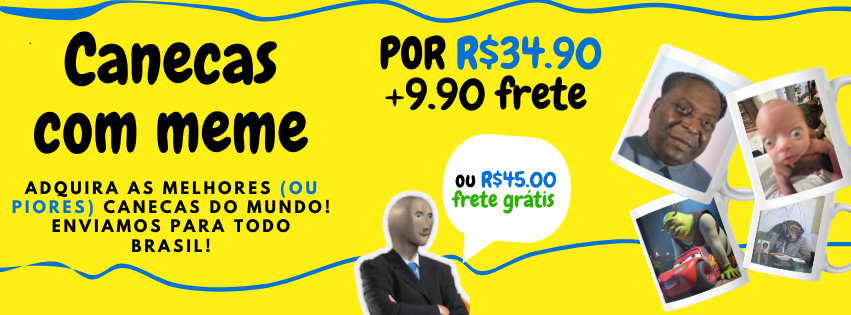 Canecas
com meme
ADQUIRA AS MELHORES (OU
PIORES) CANECAS DO MUNDO!
ENVIAMOS PARA TODO
BRASIL!
POR R$34.90
+9.90 frete
OU R$45.00
frete grátis